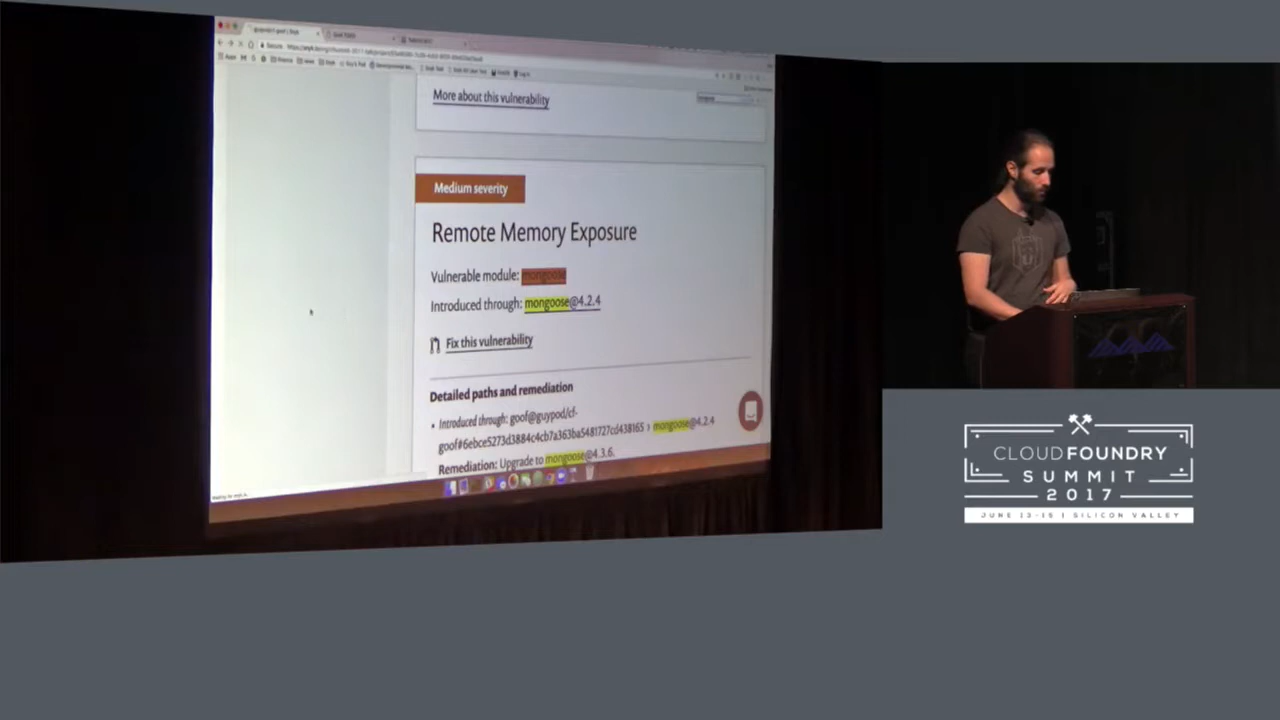 More about this vulnerability
Medium severity
Remote Memory Exposure
Vulnerable module: mongoose
Introduced through: mongoose@4.2.4
Fix this vulnerability
Detailed paths and remediation
• Introduced through: goof@guypod/cf-
goof#6ebce5273d3884c4cb7a363ba5481727cd438165 › mongoose@4.2.4
Remediation: Upgrade to mongoose@4.3.6.
CLOUD FOUNDRY
SUMMIT
2017
JUNE 13-15 | SILICON VALLEY